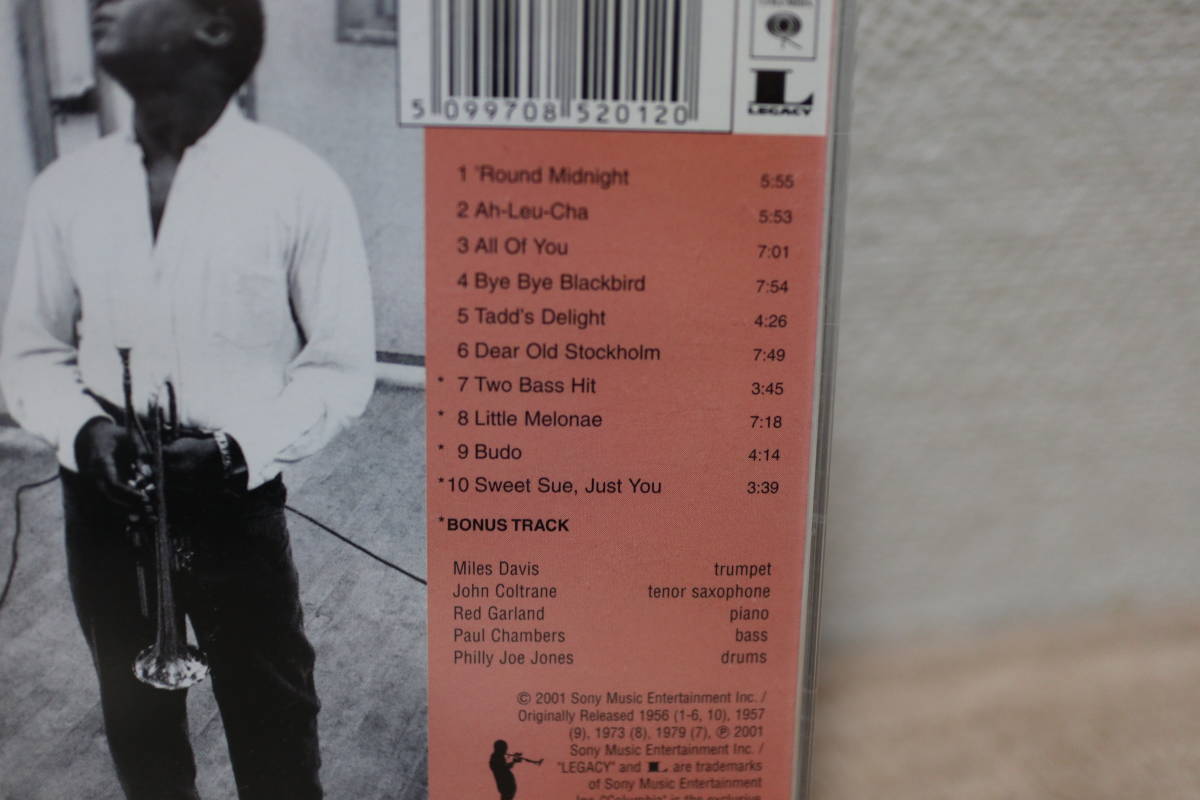 5 099708 520120
LEGACY
1 'Round Midnight 5:55
2 Ah-Leu-Cha 5:53
3 All Of You 7:01
4 Bye Bye Blackbird 7:54
5 Tadd's Delight 4:26
6 Dear Old Stockholm 7:49
* 7 Two Bass Hit 3:45
* 8 Little Melonae 7:18
* 9 Budo 4:14
*10 Sweet Sue, Just You 3:39
*BONUS TRACK
Miles Davis trumpet
John Coltrane tenor saxophone
Red Garland piano
Paul Chambers bass
Philly Joe Jones drums
© 2001 Sony Music Entertainment Inc. /
Originally Released 1956 (1-6, 10), 1957
(9), 1973 (8), 1979 (7), ℗ 2001
Sony Music Entertainment Inc. /
"LEGACY" and L are trademarks
of Sony Music Entertainment
Inc./"Columbia" is the exclusive